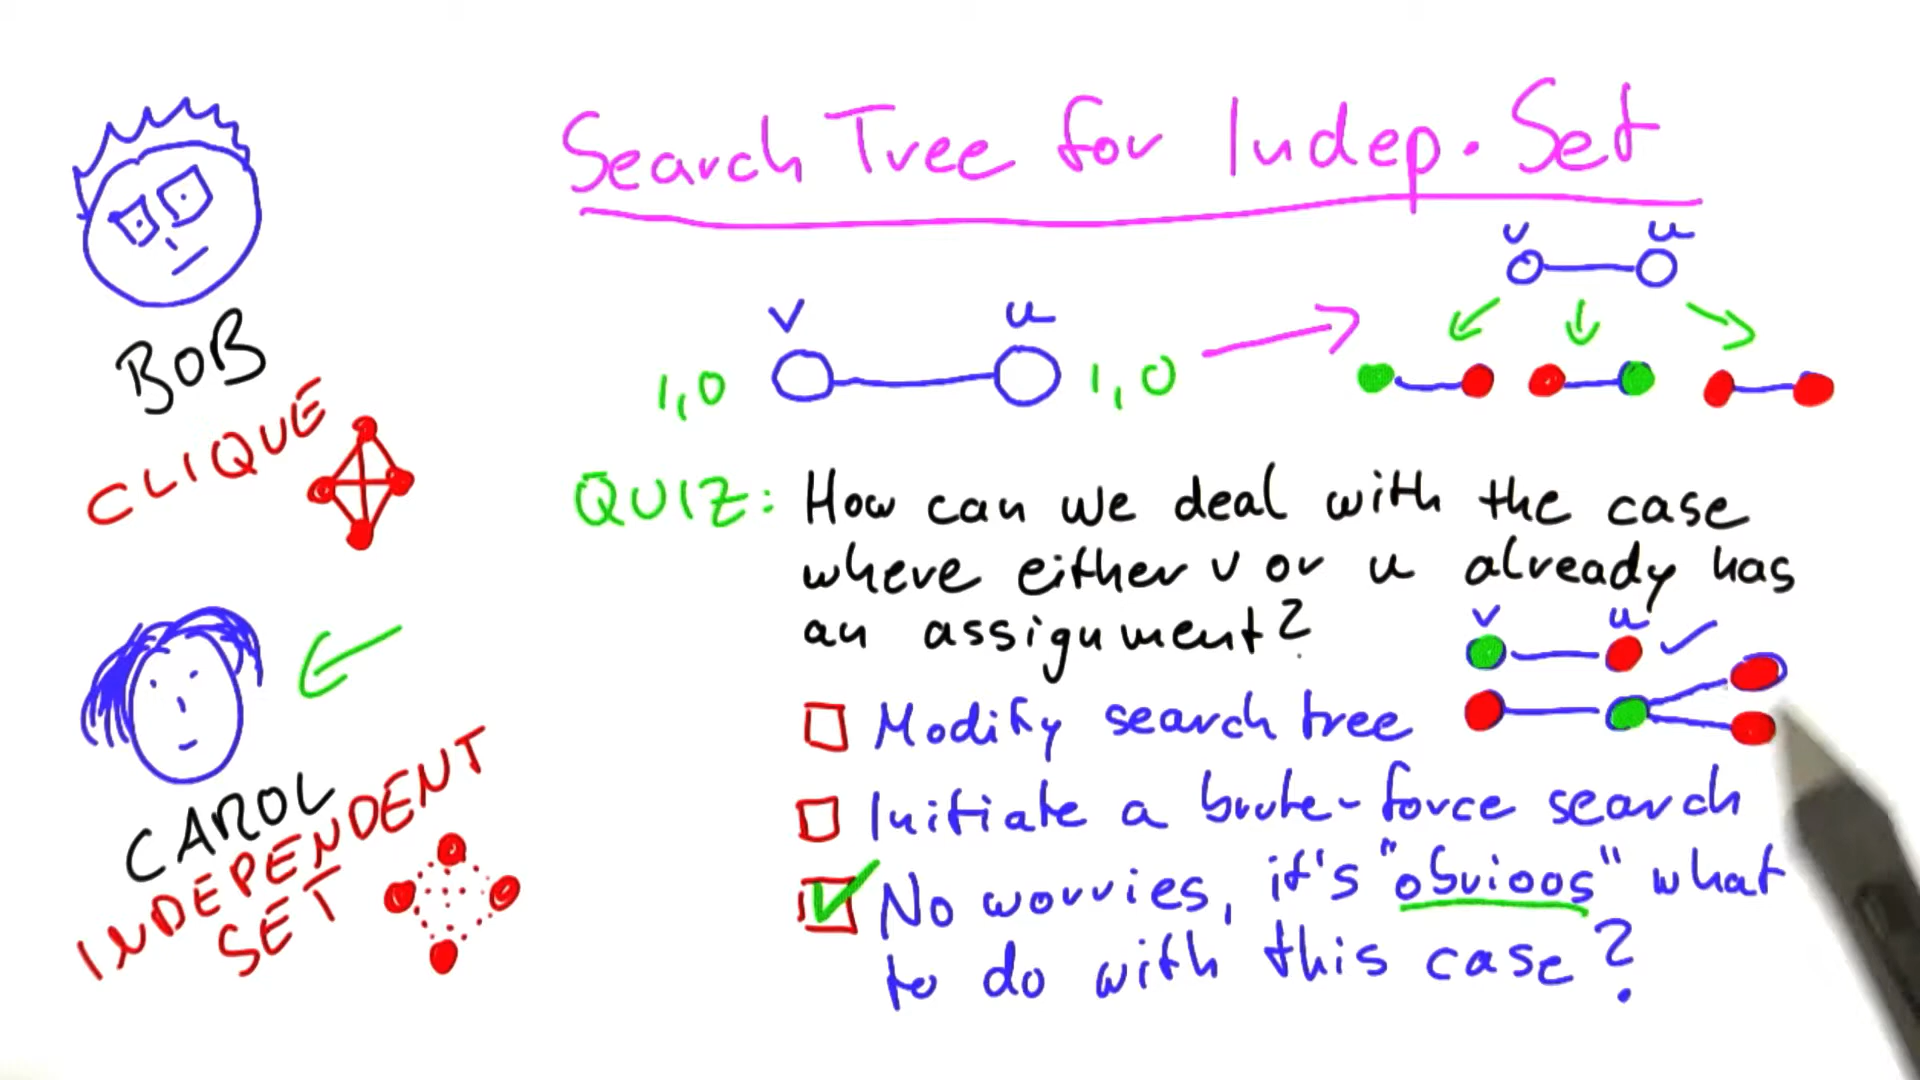 Search Tree for Indep. Set
BOB
CLIQUE
CAROL
INDEPENDENT
SET
v u
v u
1,0 1,0
QUIZ: How can we deal with the case
where either v or u already has
an assignment?
v u
Modify search tree
Initiate a brute-force search
No worries, it's "obvioos" what
to do with this case?